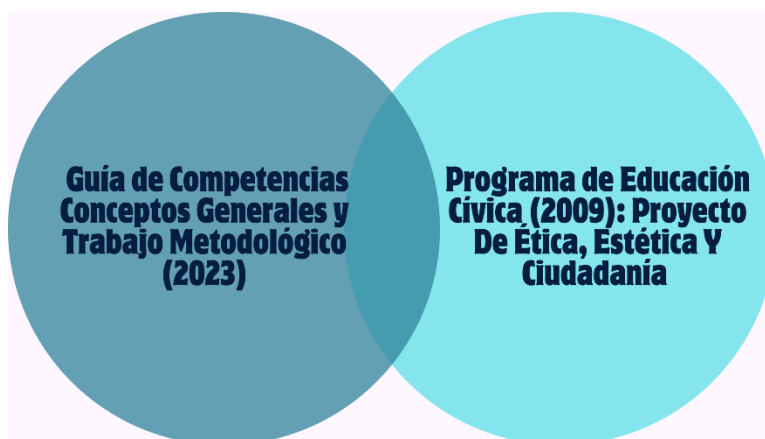 Guía de Competencias
Conceptos Generales y
Trabajo Metodológico
(2023)
Programa de Educación
Cívica (2009): Proyecto
De Ética, Estética Y
Ciudadanía